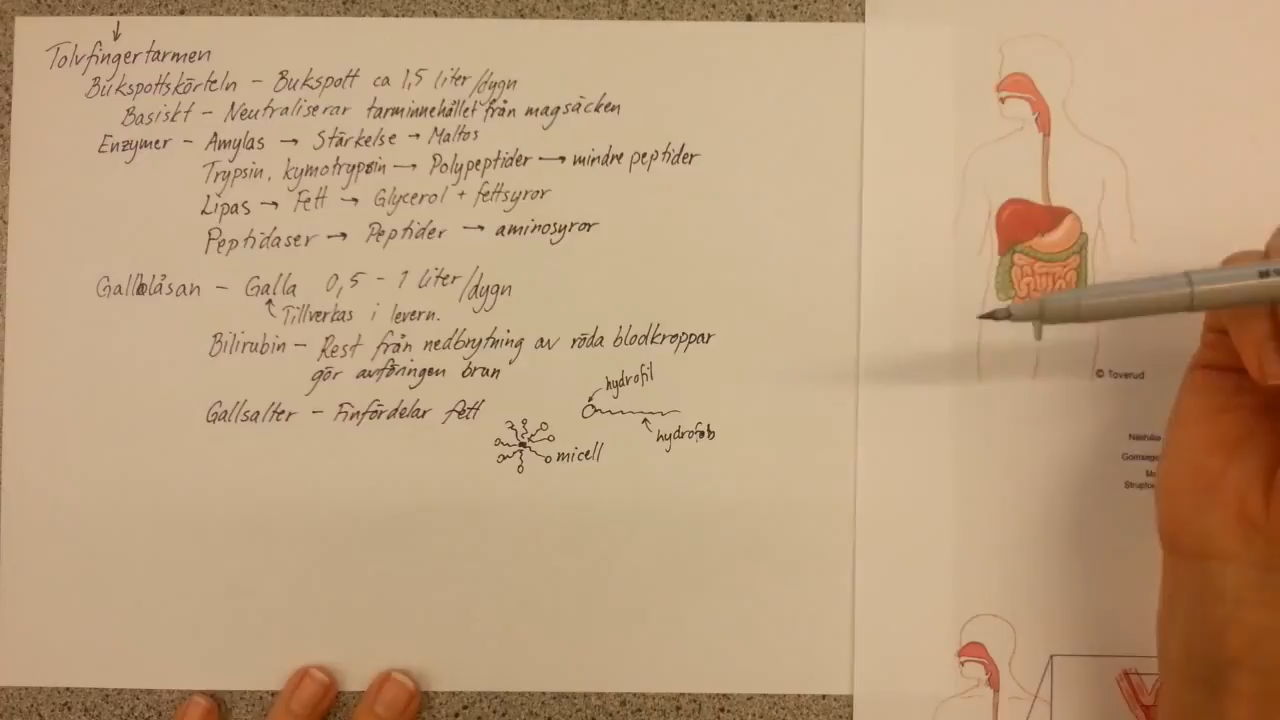 Tolvfingertarmen
Bukspottskörteln – Bukspott ca 1,5 liter/dygn
Basiskt – Neutraliserar tarminnehållet från magsäcken
Enzymer – Amylas → Stärkelse → Maltos
Trypsin, kymotrypsin → Polypeptider → mindre peptider
Lipas → Fett → Glycerol + fettsyror
Peptidaser → Peptider → aminosyror
Gallblåsan – Galla 0,5 – 1 liter/dygn
Tillverkas i levern.
Bilirubin – Rest från nedbrytning av röda blodkroppar
gör avföringen brun
hydrofil
Gallsalter – Finfördelar fett
hydrofob
micell
© Toverud